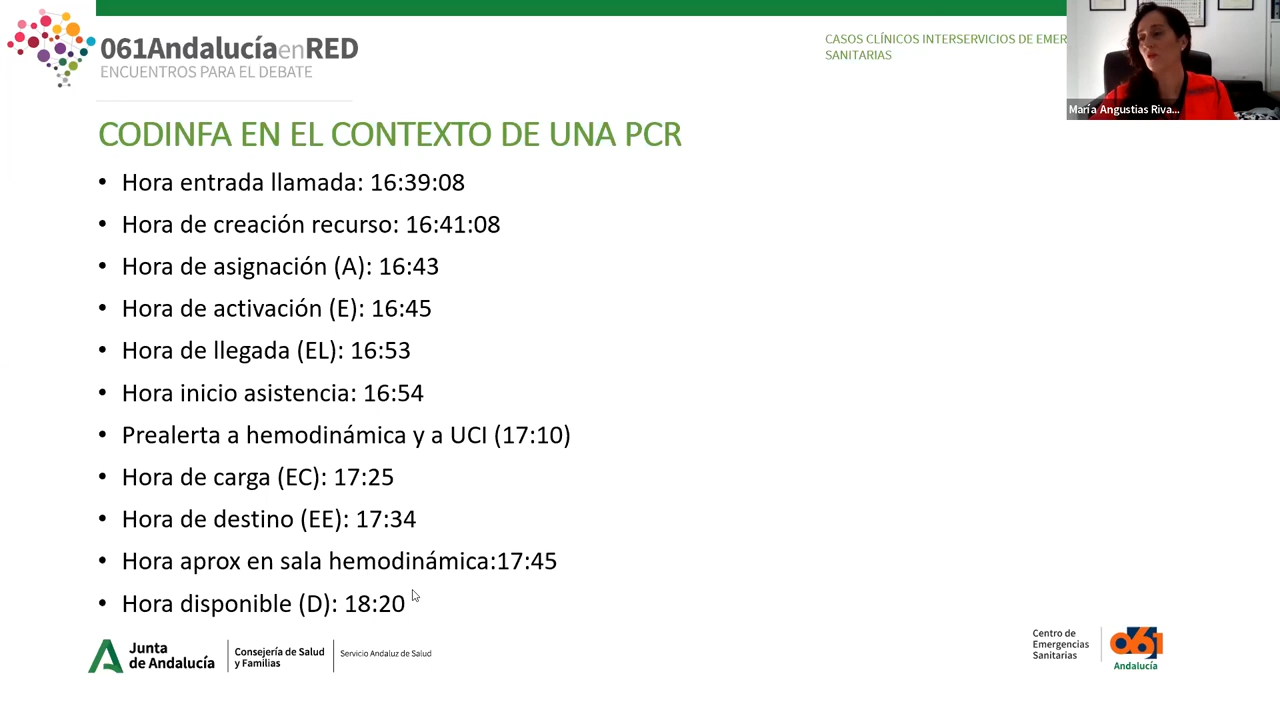 061AndalucíaenRED
ENCUENTROS PARA EL DEBATE
CASOS CLÍNICOS INTERSERVICIOS DE
SANITARIAS
María Angustias
CODINFA EN EL CONTEXTO DE UNA PCR
• Hora entrada llamada: 16:39:08
• Hora de creación recurso: 16:41:08
• Hora de asignación (A): 16:43
• Hora de activación (E): 16:45
• Hora de llegada (EL): 16:53
• Hora inicio asistencia: 16:54
• Prealerta a hemodinámica y a UCI (17:10)
• Hora de carga (EC): 17:25
• Hora de destino (EE): 17:34
• Hora aprox en sala hemodinámica:17:45
• Hora disponible (D): 18:20
Junta
de Andalucía
Consejería de Salud
y Familias
Servicio Andaluz de Salud
Centro de
Emergencias
Sanitarias
061
Andalucía